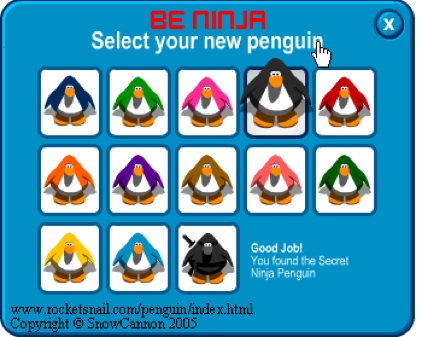 BE NINJA
Select your new penguin
X
Good Job!
You found the Secret
Ninja Penguin
www.rocketsnail.com/penguin/index.html
Copyright © SnowCannon 2005